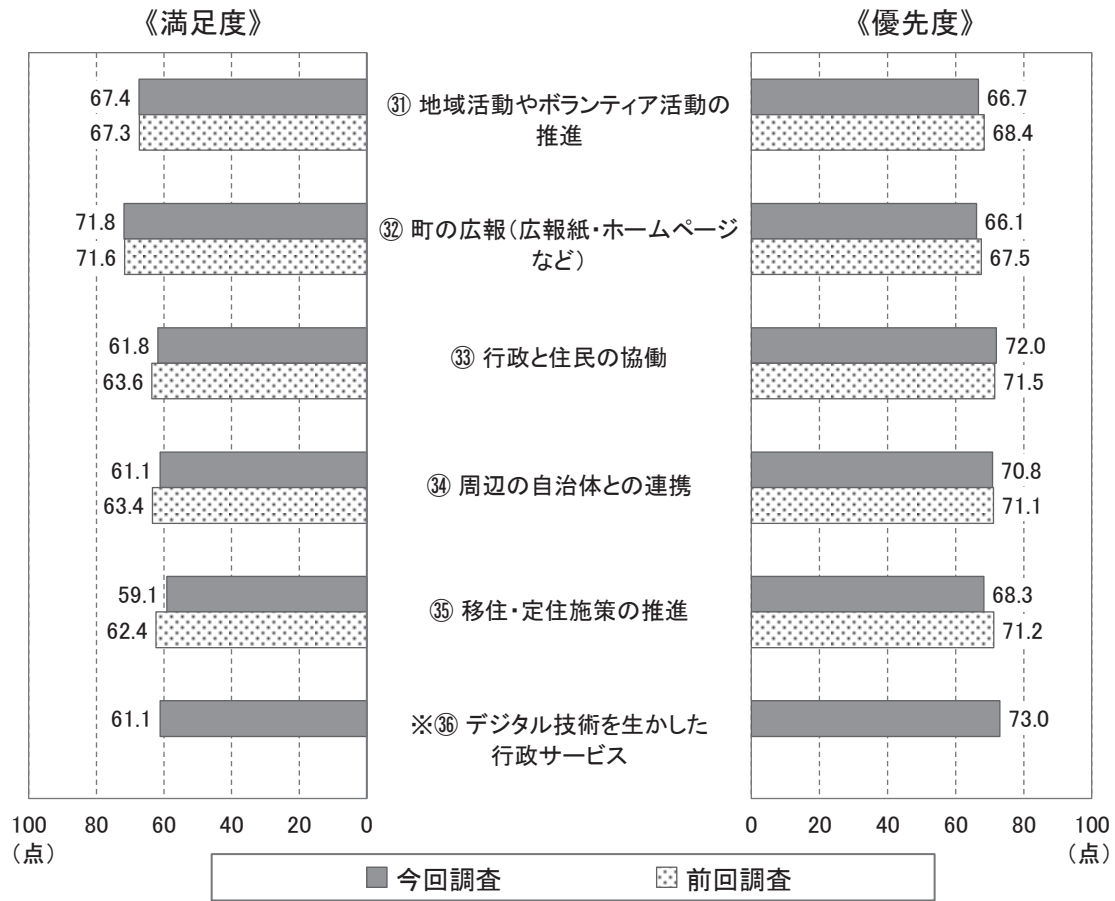 《満足度》
《優先度》
67.4
67.3
㉛ 地域活動やボランティア活動の
推進
66.7
68.4
71.8
71.6
㉜ 町の広報（広報紙・ホームページ
など）
66.1
67.5
61.8
63.6
㉝ 行政と住民の協働
72.0
71.5
61.1
63.4
㉞ 周辺の自治体との連携
70.8
71.1
59.1
62.4
㉟ 移住・定住施策の推進
68.3
71.2
61.1
※㊱ デジタル技術を生かした
行政サービス
73.0
100 80 60 40 20 0
（点）
0 20 40 60 80 100
（点）
今回調査
前回調査